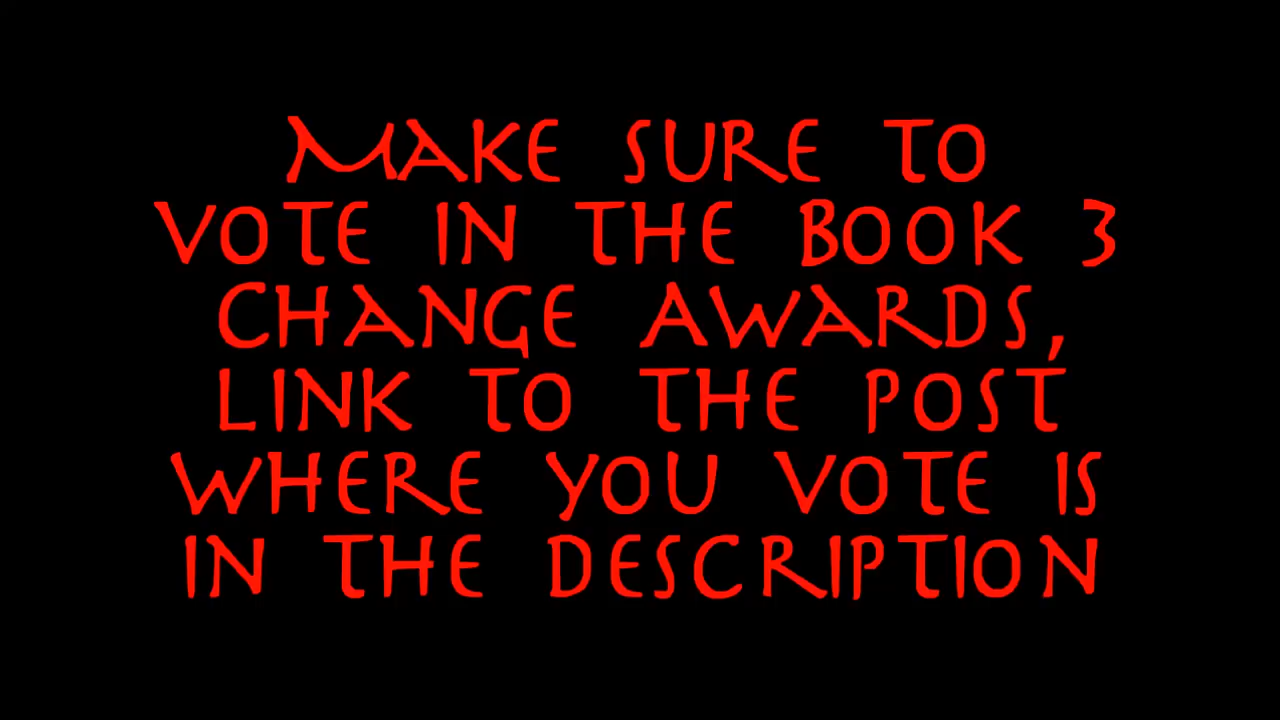 Make sure to
vote in the Book 3
Change Awards,
link to the post
where you vote is
in the description